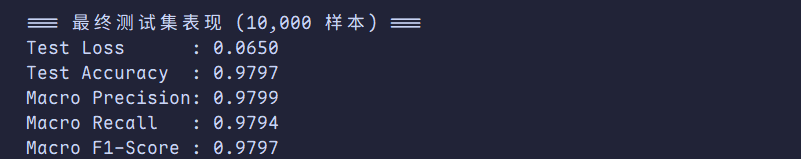 === 最终测试集表现 (10,000 样本) ===
Test Loss      : 0.0650
Test Accuracy  : 0.9797
Macro Precision: 0.9799
Macro Recall   : 0.9794
Macro F1-Score : 0.9797